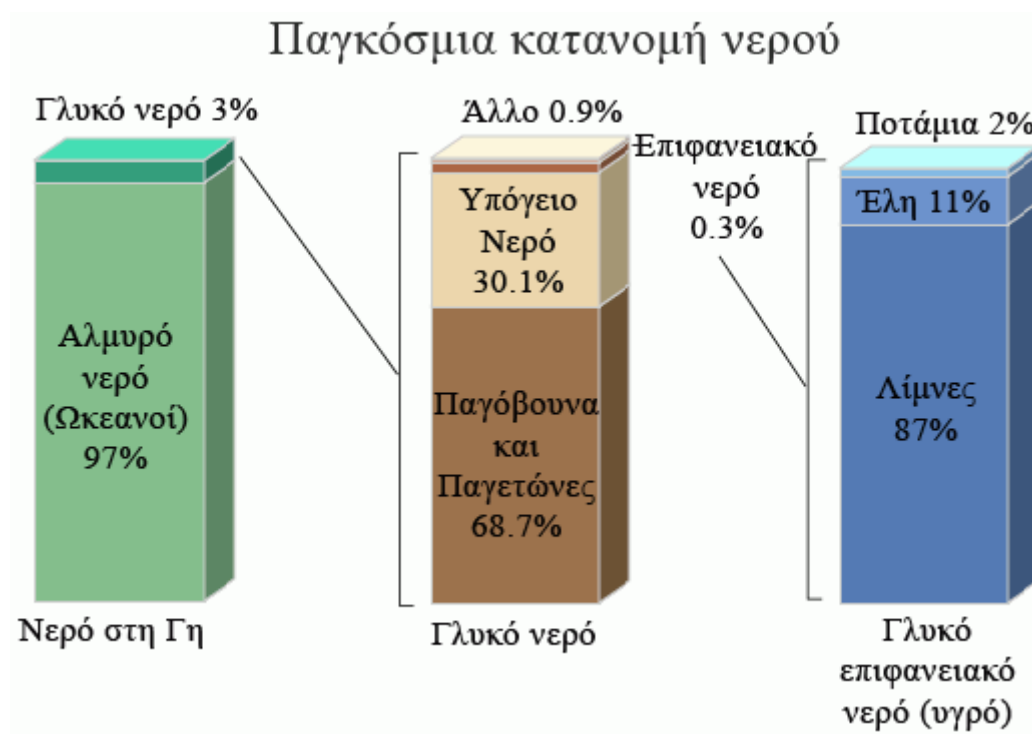 Παγκόσμια κατανομή νερού
Γλυκό νερό 3%
Αλμυρό
νερό
(Ωκεανοί)
97%
Νερό στη Γη
Άλλο 0.9%
Υπόγειο
Νερό
30.1%
Παγόβουνα
και
Παγετώνες
68.7%
Γλυκό νερό
Επιφανειακό
νερό
0.3%
Ποτάμια 2%
Έλη 11%
Λίμνες
87%
Γλυκό
επιφανειακό
νερό (υγρό)